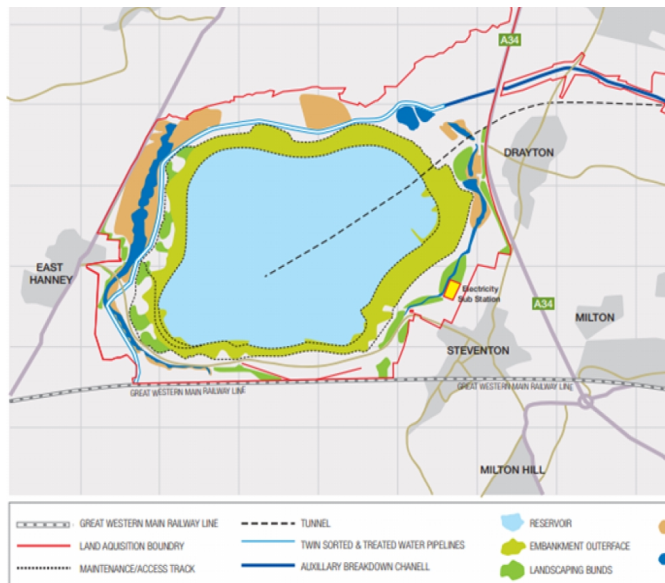 A34
DRAYTON
EAST
HANNEY
Electricity
Sub Station
A34
MILTON
STEVENTON
GREAT WESTERN MAIN RAILWAY LINE
GREAT WESTERN MAIN RAILWAY LINE
MILTON HILL
GREAT WESTERN MAIN RAILWAY LINE
TUNNEL
RESERVOIR
LAND AQUISITION BOUNDRY
TWIN SORTED & TREATED WATER PIPELINES
EMBANKMENT OUTERFACE
MAINTENANCE/ACCESS TRACK
AUXILLARY BREAKDOWN CHANELL
LANDSCAPING BUNDS